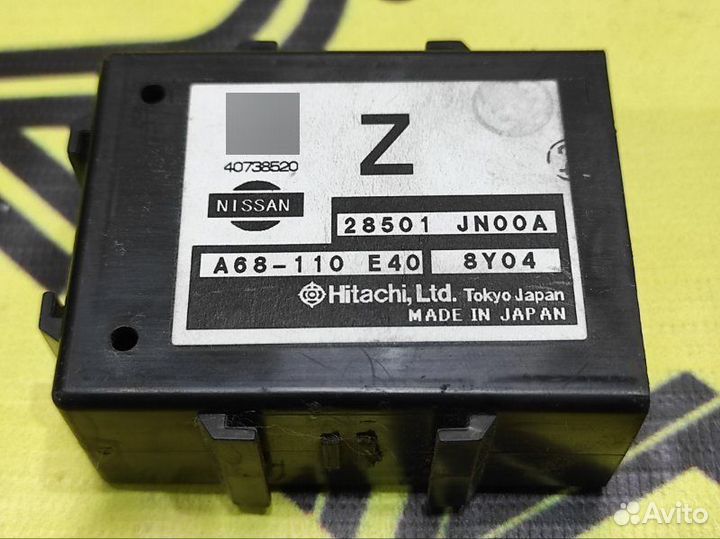 Z
40738520
NISSAN
28501 JN00A
A68-110 E40 8Y04
Hitachi, Ltd. Tokyo Japan
MADE IN JAPAN
Avito